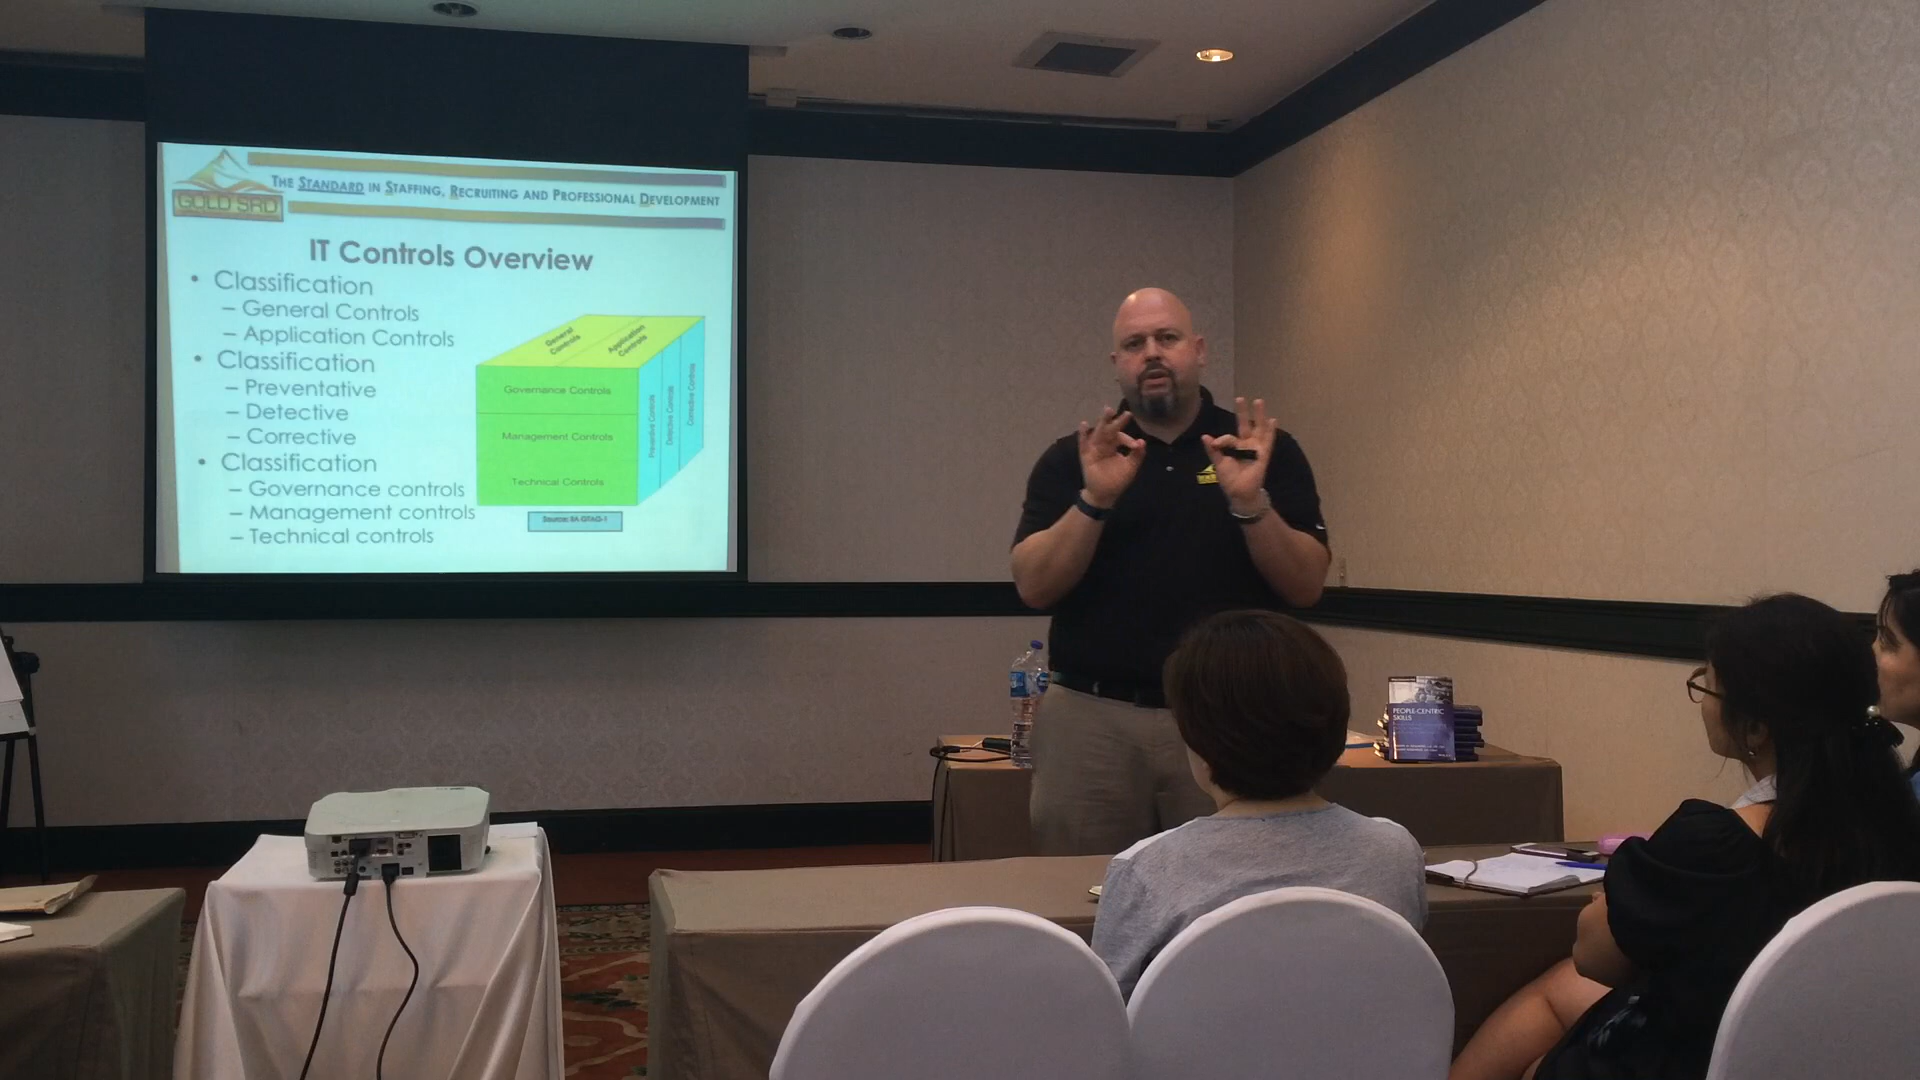 THE STANDARD IN STAFFING, RECRUITING AND PROFESSIONAL DEVELOPMENT
GOLD SRD
IT Controls Overview
• Classification
– General Controls
– Application Controls
• Classification
– Preventative
– Detective
– Corrective
• Classification
– Governance controls
– Management controls
– Technical controls
General
Controls
Application
Controls
Governance Controls
Management Controls
Technical Controls
Preventive Controls
Detective Controls
Corrective Controls
Source:
PEOPLE-CENTRIC
SKILLS